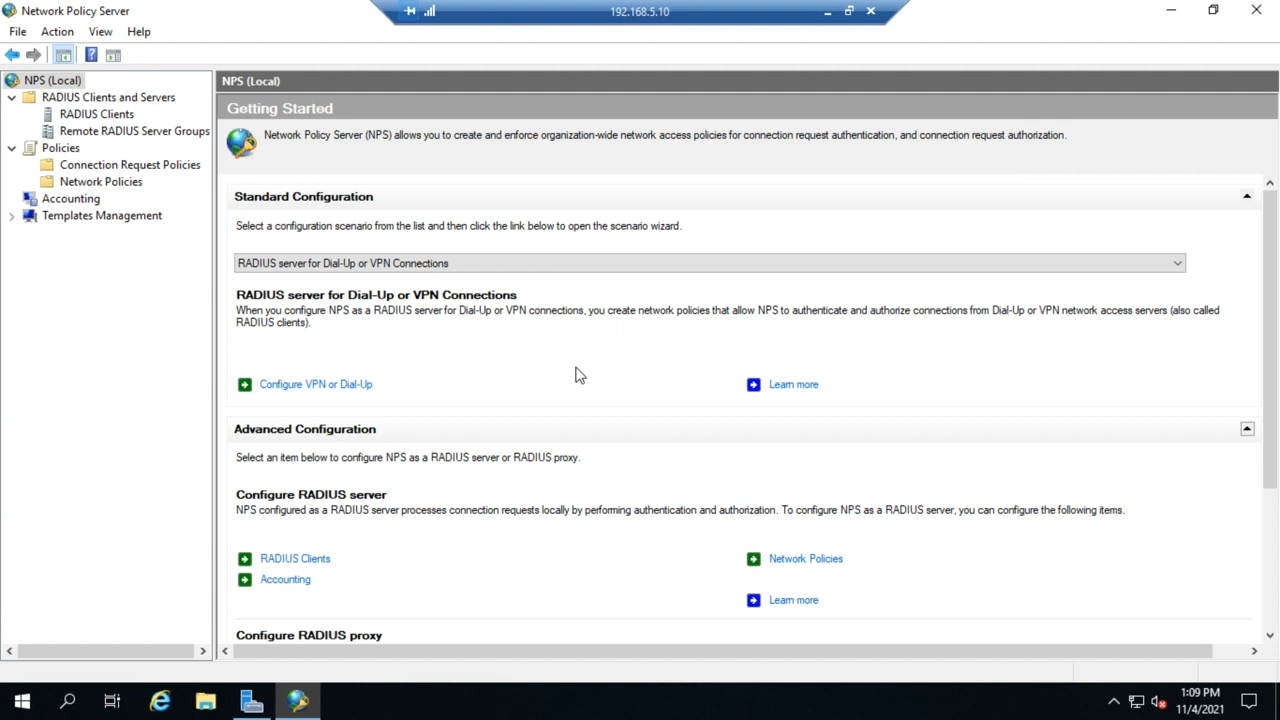 Network Policy Server
192.168.5.10
File Action View Help
NPS (Local)
RADIUS Clients and Servers
RADIUS Clients
Remote RADIUS Server Groups
Policies
Connection Request Policies
Network Policies
Accounting
Templates Management
NPS (Local)
Getting Started
Network Policy Server (NPS) allows you to create and enforce organization-wide network access policies for connection request authentication, and connection request authorization.
Standard Configuration
Select a configuration scenario from the list and then click the link below to open the scenario wizard.
RADIUS server for Dial-Up or VPN Connections
RADIUS server for Dial-Up or VPN Connections
When you configure NPS as a RADIUS server for Dial-Up or VPN connections, you create network policies that allow NPS to authenticate and authorize connections from Dial-Up or VPN network access servers (also called
RADIUS clients).
Configure VPN or Dial-Up
Learn more
Advanced Configuration
Select an item below to configure NPS as a RADIUS server or RADIUS proxy.
Configure RADIUS server
NPS configured as a RADIUS server processes connection requests locally by performing authentication and authorization. To configure NPS as a RADIUS server, you can configure the following items.
RADIUS Clients
Network Policies
Accounting
Learn more
Configure RADIUS proxy
1:09 PM
11/4/2021